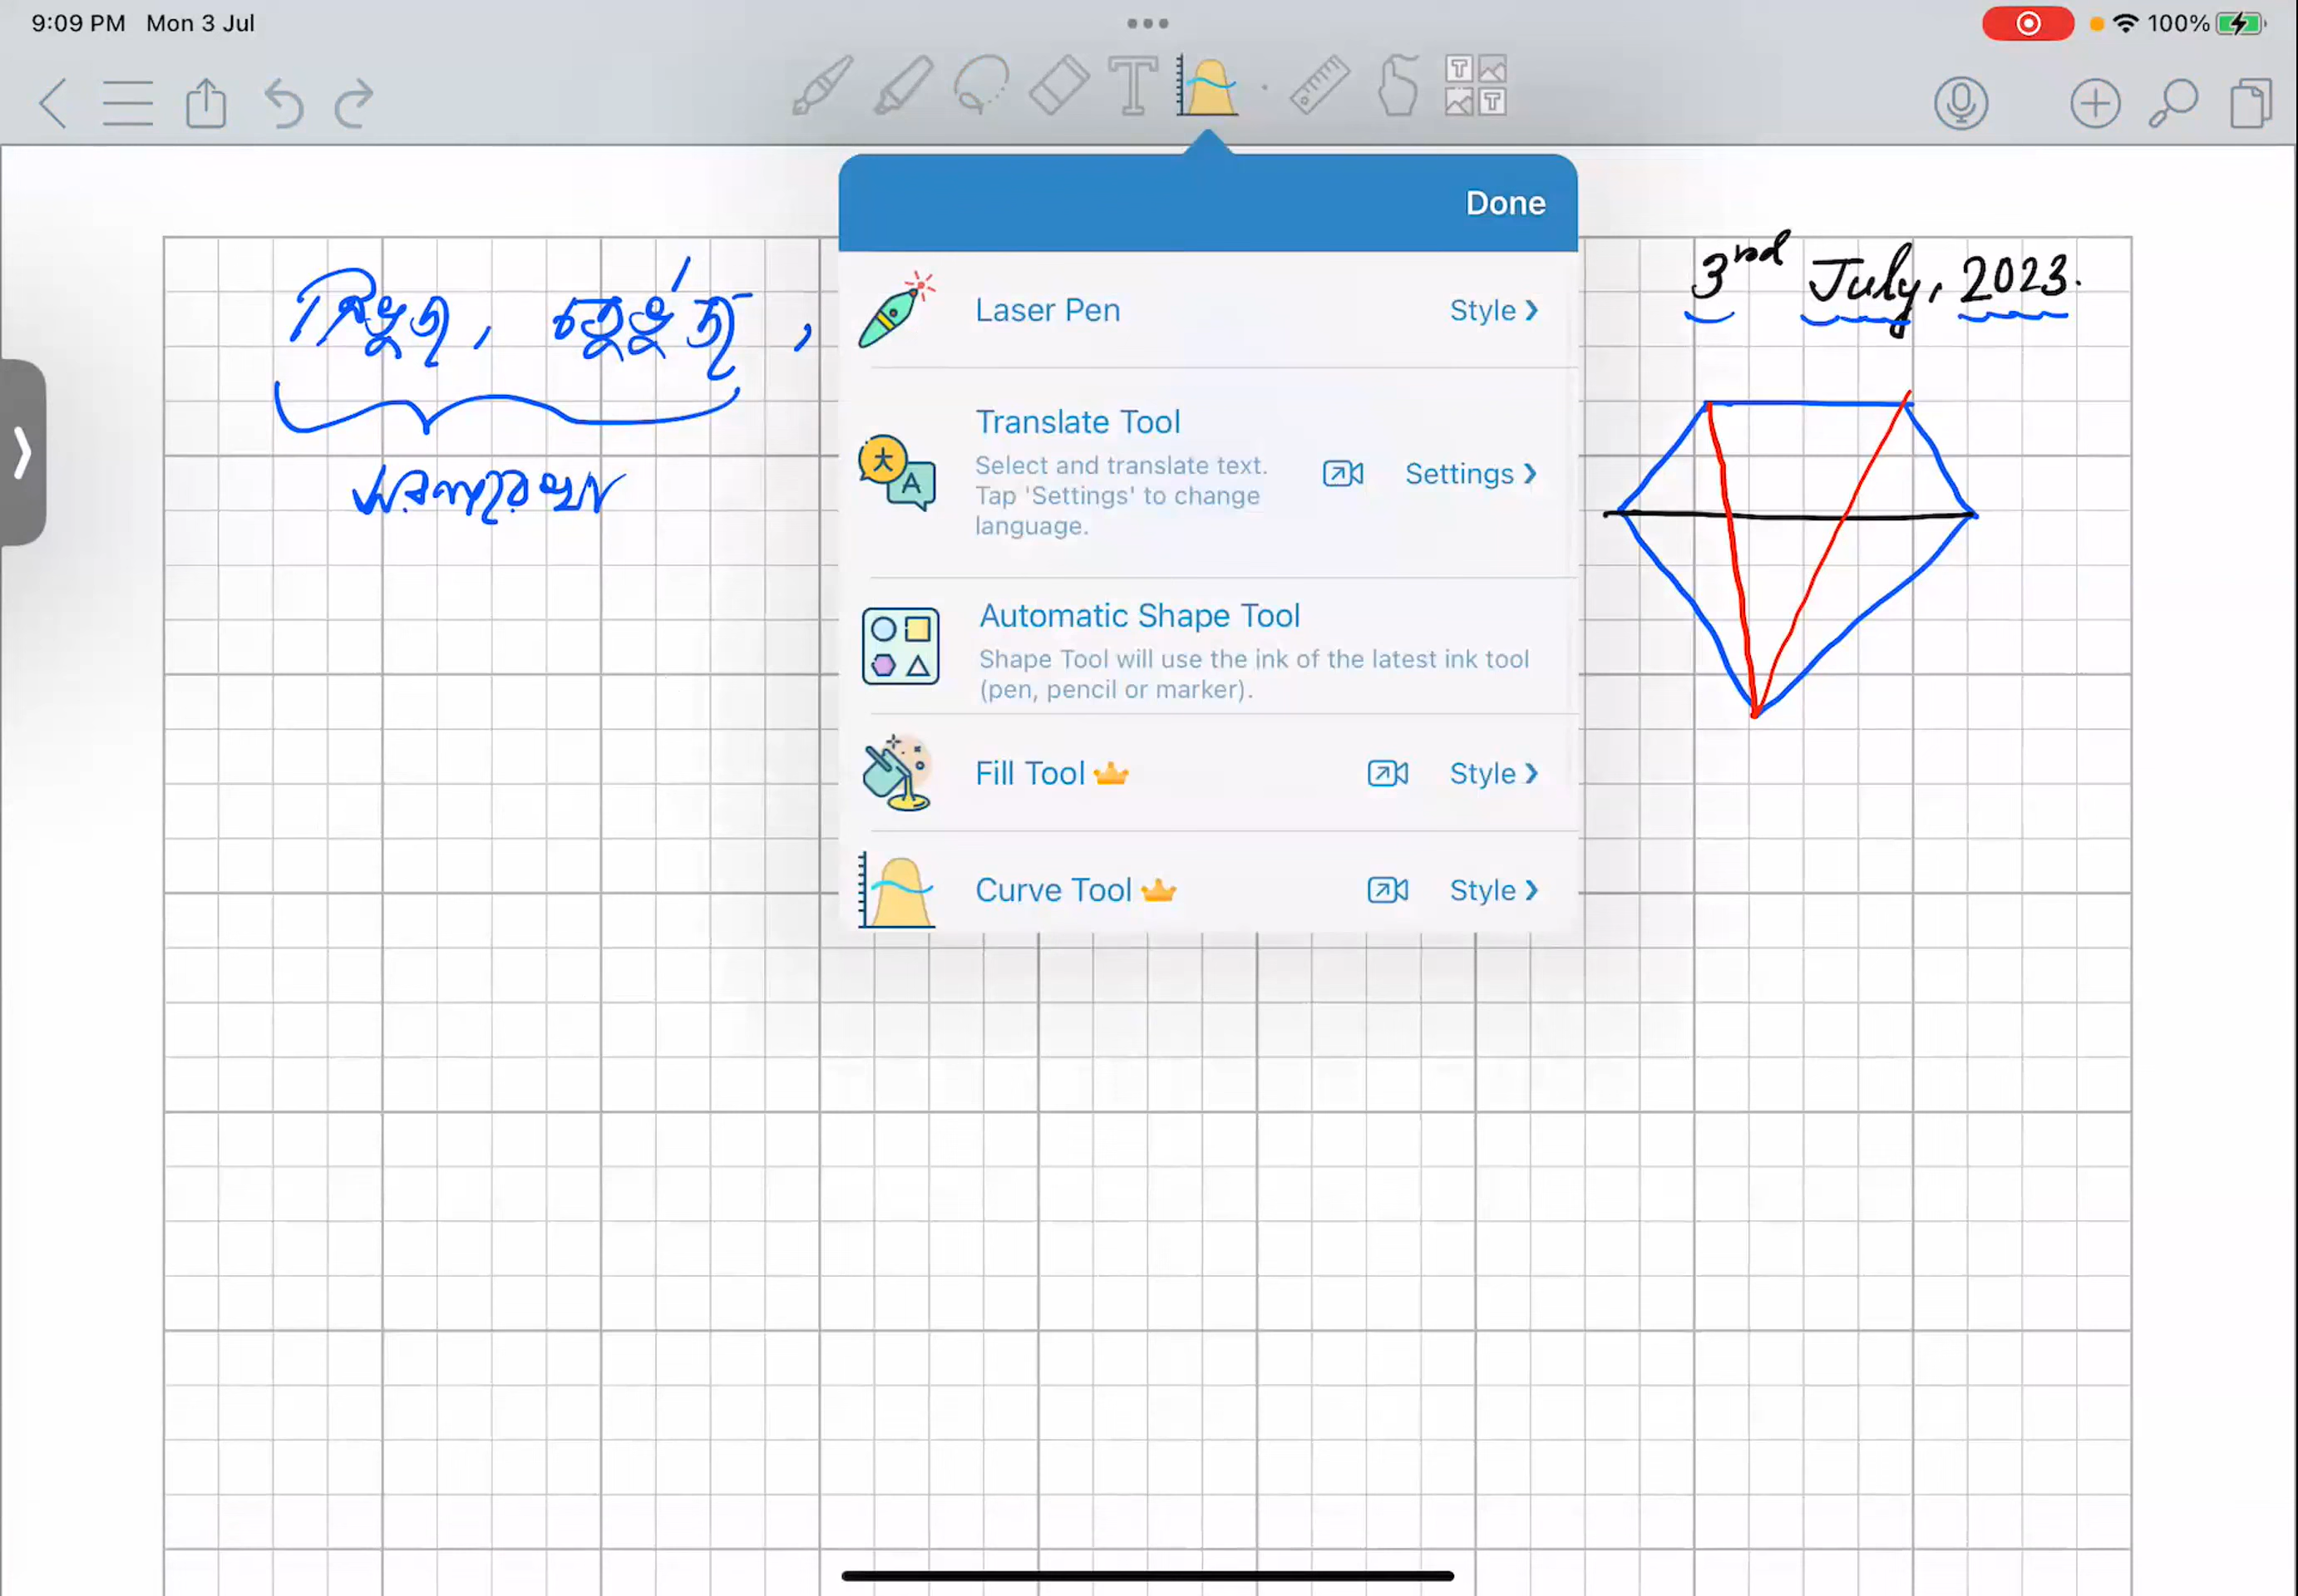 9:09 PM Mon 3 Jul
100%
Done
3nd July, 2023.
Laser Pen Style
Translate Tool
Select and translate text.
Tap 'Settings' to change
language.
Settings
Automatic Shape Tool
Shape Tool will use the ink of the latest ink tool
(pen, pencil or marker).
Fill Tool Style
Curve Tool Style